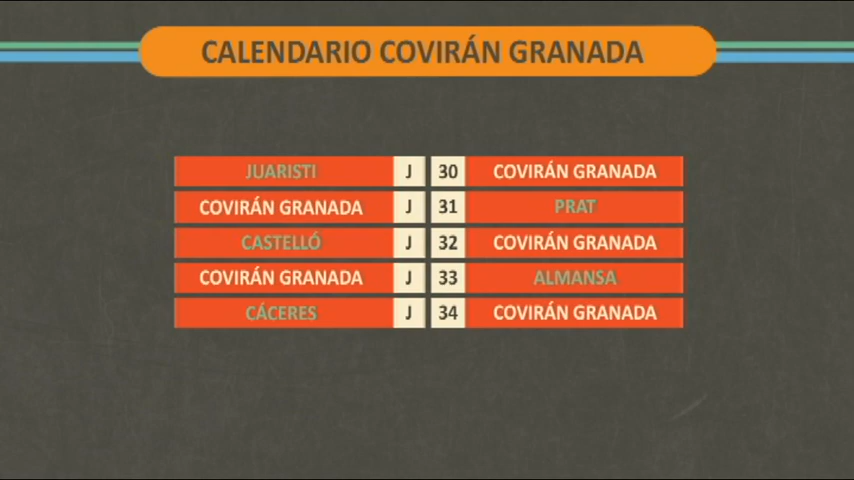 CALENDARIO COVIRÁN GRANADA
JUARISTI J 30 COVIRÁN GRANADA
COVIRÁN GRANADA J 31 PRAT
CASTELLÓ J 32 COVIRÁN GRANADA
COVIRÁN GRANADA J 33 ALMANSA
CÁCERES J 34 COVIRÁN GRANADA